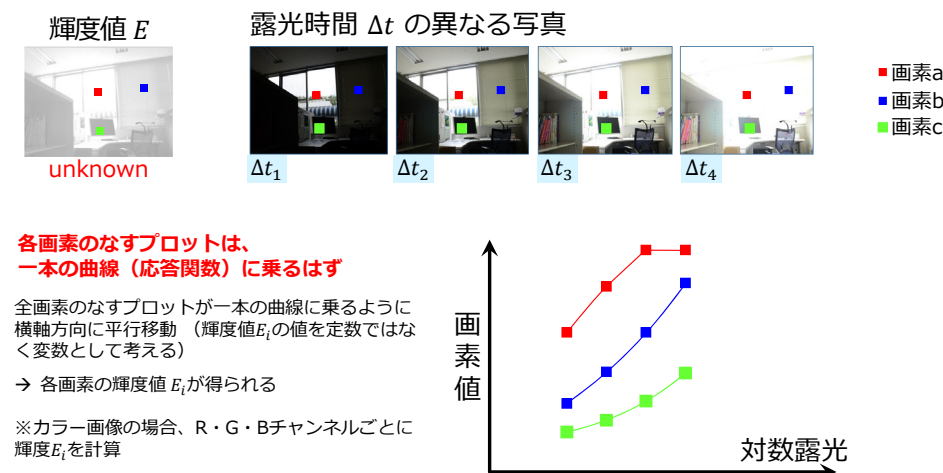 輝度値 E
露光時間 Δt の異なる写真
画素a
画素b
画素c
unknown
Δt₁
Δt₂
Δt₃
Δt₄
各画素のなすプロットは、
一本の曲線（応答関数）に乗るはず
全画素のなすプロットが一本の曲線に乗るように
横軸方向に平行移動 （輝度値Eᵢの値を定数ではな
く変数として考える）
→ 各画素の輝度値 Eᵢが得られる
※カラー画像の場合、R・G・Bチャンネルごとに
輝度Eᵢを計算
画素値
対数露光